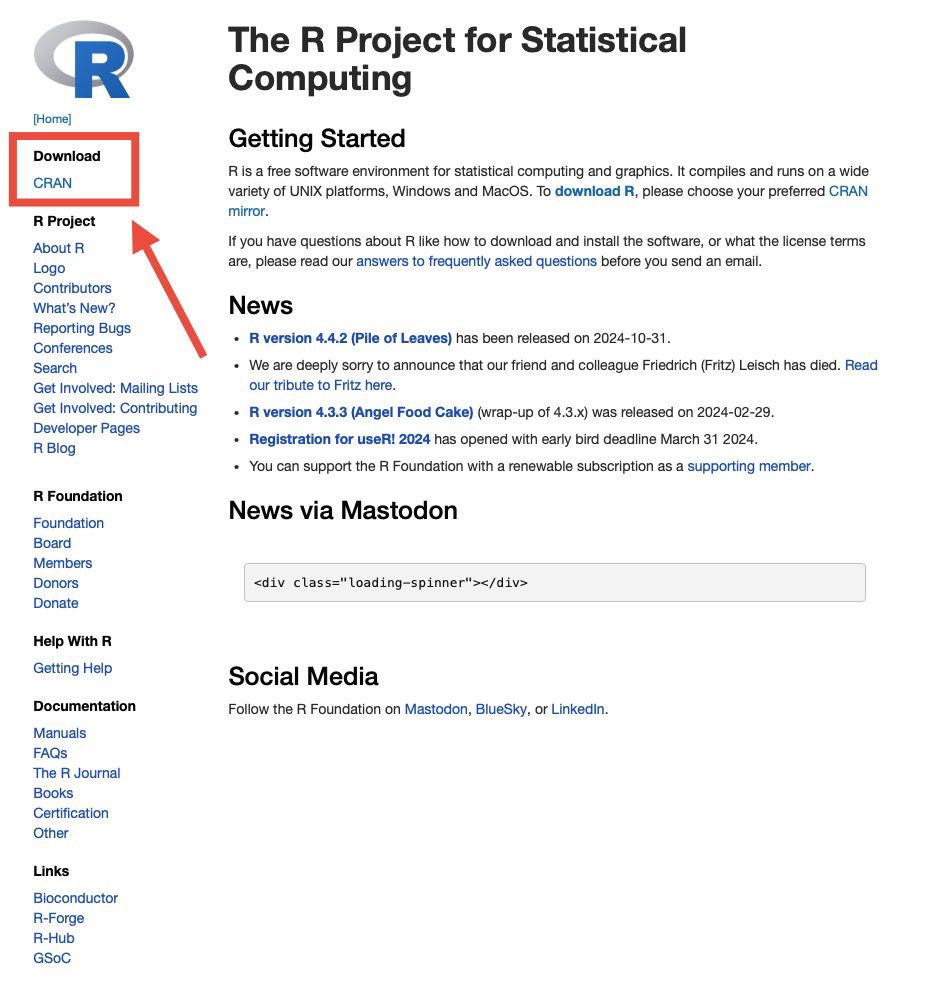 R
[Home]
Download
CRAN
R Project
About R
Logo
Contributors
What’s New?
Reporting Bugs
Conferences
Search
Get Involved: Mailing Lists
Get Involved: Contributing
Developer Pages
R Blog
R Foundation
Foundation
Board
Members
Donors
Donate
Help With R
Getting Help
Documentation
Manuals
FAQs
The R Journal
Books
Certification
Other
Links
Bioconductor
R-Forge
R-Hub
GSoC
The R Project for Statistical
Computing
Getting Started
R is a free software environment for statistical computing and graphics. It compiles and runs on a wide
variety of UNIX platforms, Windows and MacOS. To download R, please choose your preferred CRAN
mirror.
If you have questions about R like how to download and install the software, or what the license terms
are, please read our answers to frequently asked questions before you send an email.
News
• R version 4.4.2 (Pile of Leaves) has been released on 2024-10-31.
• We are deeply sorry to announce that our friend and colleague Friedrich (Fritz) Leisch has died. Read
our tribute to Fritz here.
• R version 4.3.3 (Angel Food Cake) (wrap-up of 4.3.x) was released on 2024-02-29.
• Registration for useR! 2024 has opened with early bird deadline March 31 2024.
• You can support the R Foundation with a renewable subscription as a supporting member.
News via Mastodon
<div class="loading-spinner"></div>
Social Media
Follow the R Foundation on Mastodon, BlueSky, or LinkedIn.